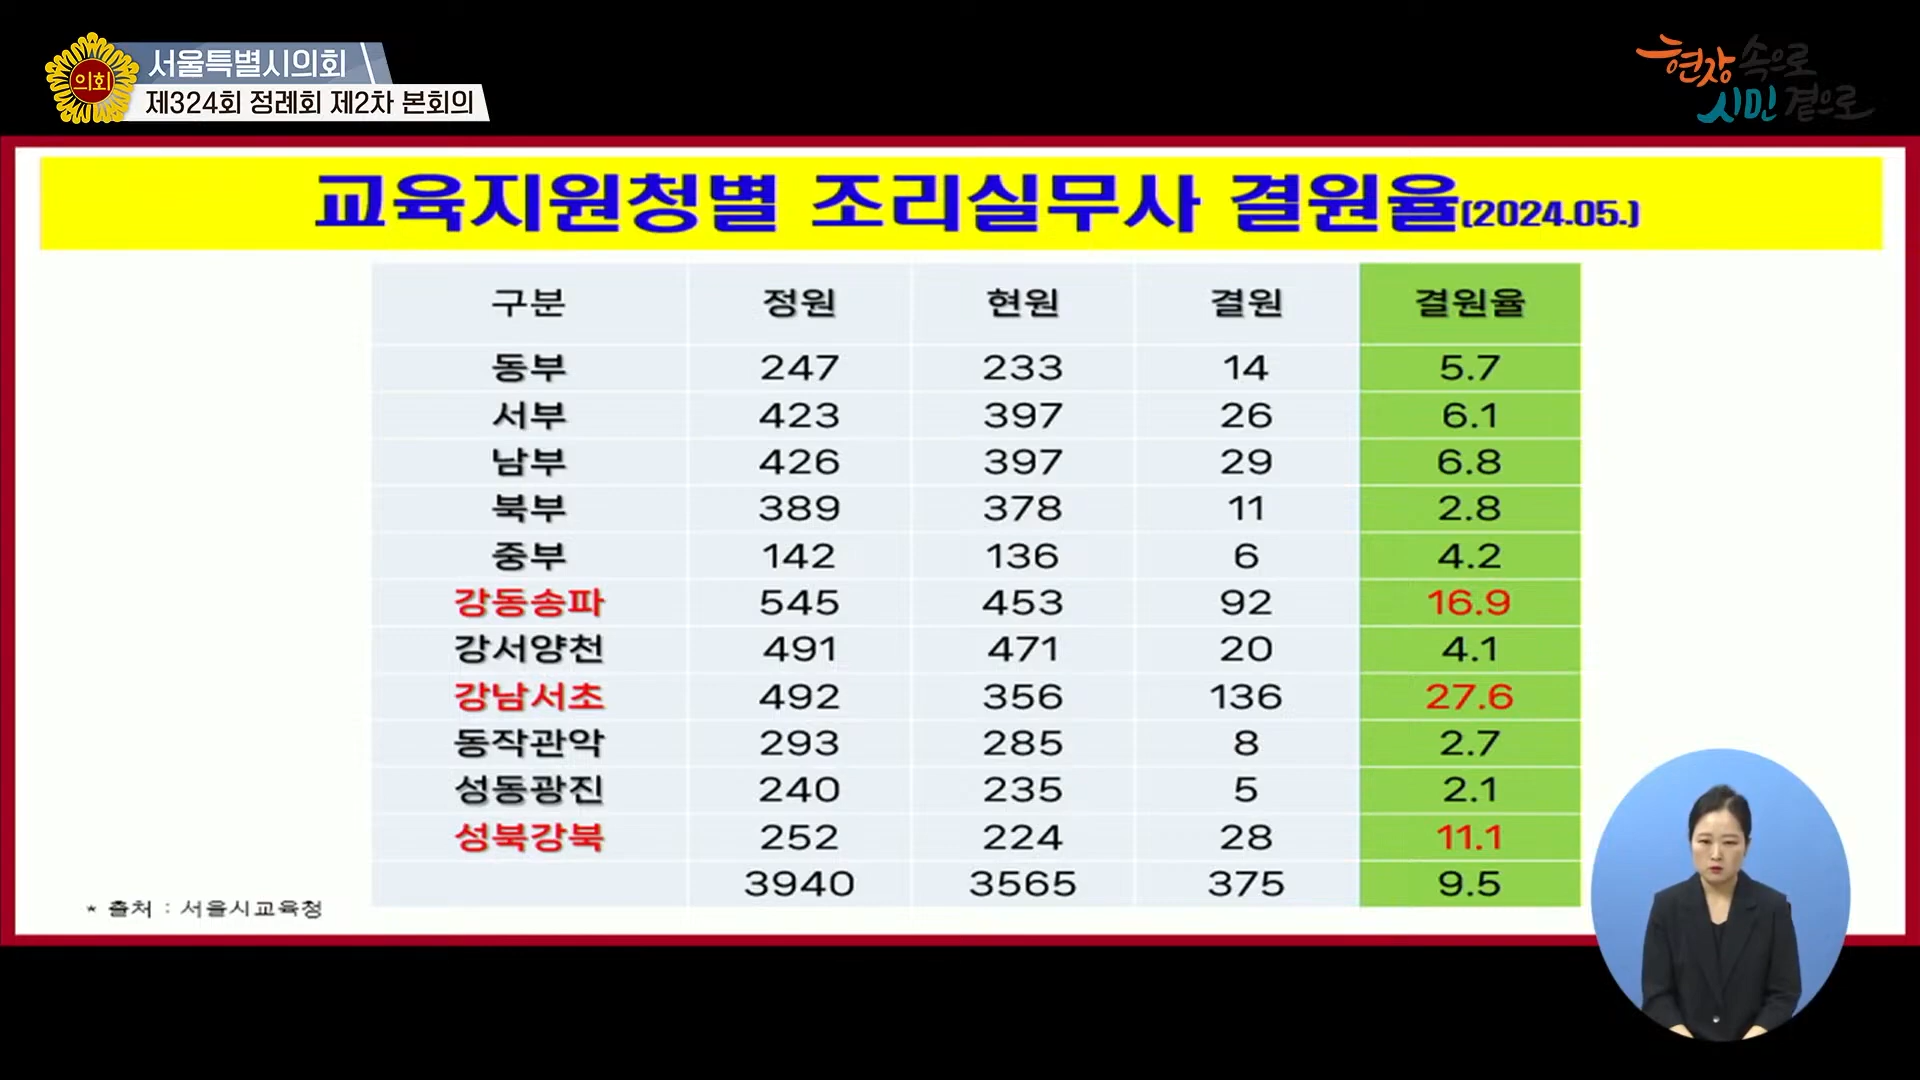 의회
서울특별시의회
제324회 정례회 제2차 본회의
현장 속으로
시민 곁으로
교육지원청별 조리실무사 결원율(2024.05.)
구분 정원 현원 결원 결원율
동부 247 233 14 5.7
서부 423 397 26 6.1
남부 426 397 29 6.8
북부 389 378 11 2.8
중부 142 136 6 4.2
강동송파 545 453 92 16.9
강서양천 491 471 20 4.1
강남서초 492 356 136 27.6
동작관악 293 285 8 2.7
성동광진 240 235 5 2.1
성북강북 252 224 28 11.1
3940 3565 375 9.5
* 출처 : 서울시교육청